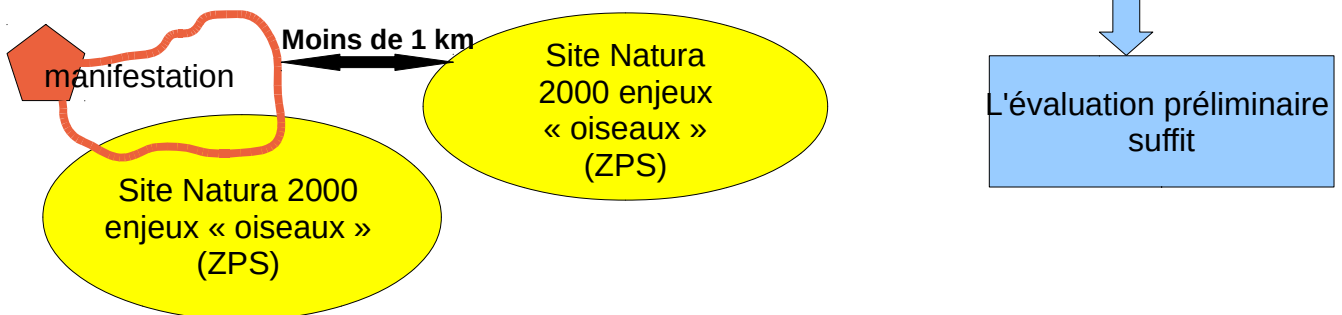 Moins de 1 km
manifestation
Site Natura
2000 enjeux
« oiseaux »
(ZPS)
Site Natura 2000
enjeux « oiseaux »
(ZPS)
L'évaluation préliminaire
suffit